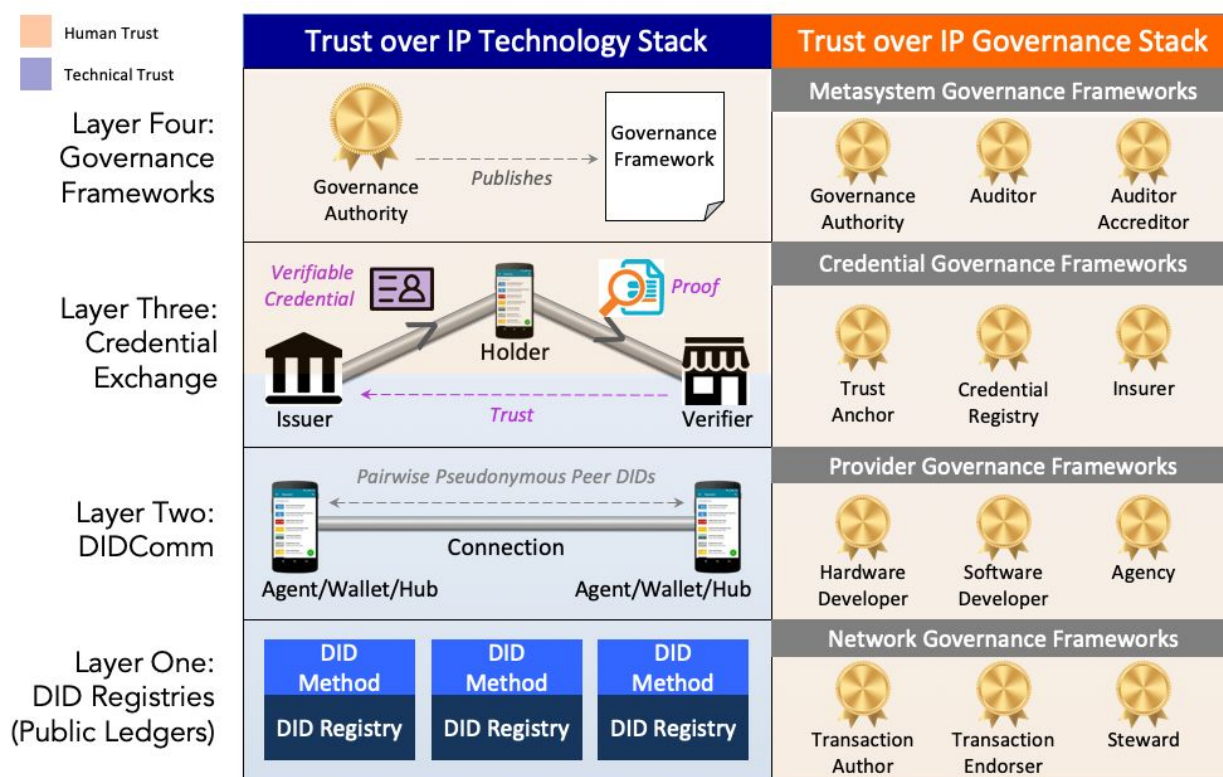 Human Trust
Technical Trust
Trust over IP Technology Stack
Trust over IP Governance Stack
Layer Four:
Governance
Frameworks
Governance
Authority
Publishes
Governance
Framework
Metasystem Governance Frameworks
Governance
Authority
Auditor
Auditor
Accreditor
Layer Three:
Credential
Exchange
Verifiable
Credential
Proof
Holder
Issuer
Trust
Verifier
Credential Governance Frameworks
Trust
Anchor
Credential
Registry
Insurer
Layer Two:
DIDComm
Pairwise Pseudonymous Peer DIDs
Connection
Agent/Wallet/Hub
Agent/Wallet/Hub
Provider Governance Frameworks
Hardware
Developer
Software
Developer
Agency
Layer One:
DID Registries
(Public Ledgers)
DID
Method
DID Registry
DID
Method
DID Registry
DID
Method
DID Registry
Network Governance Frameworks
Transaction
Author
Transaction
Endorser
Steward